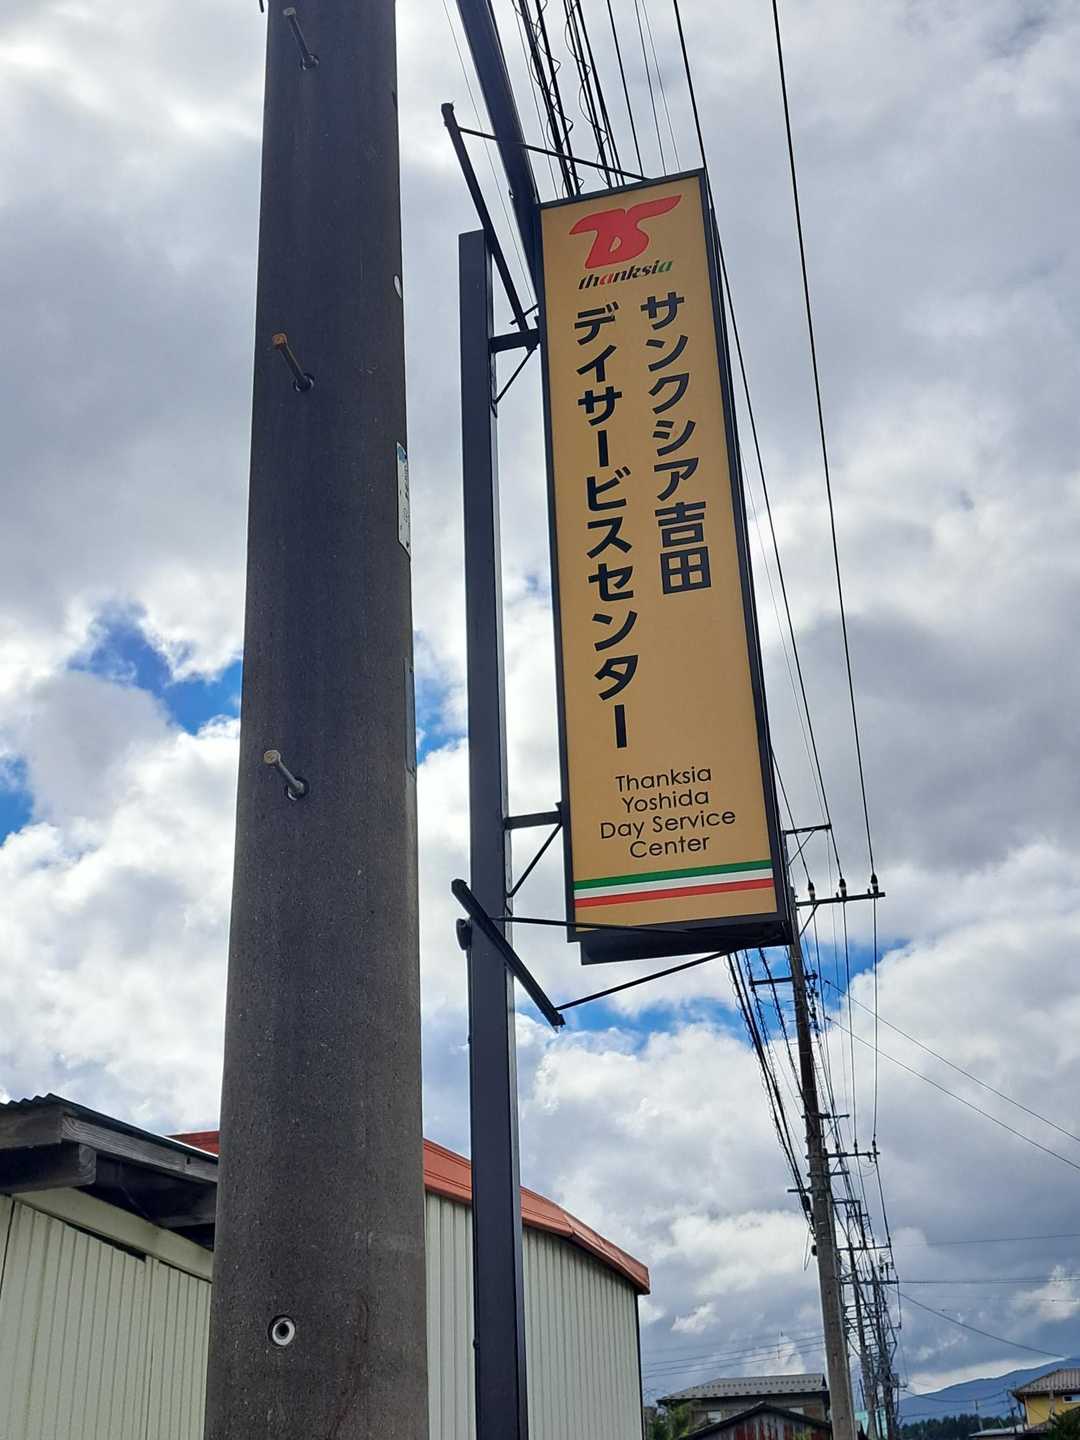 TS
thanksia
サンクシア吉田
デイサービスセンター
Thanksia
Yoshida
Day Service
Center